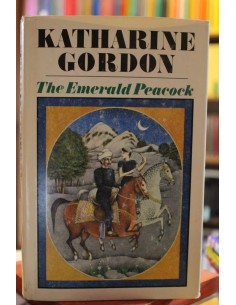 KATHARINE
GORDON
The Emerald Peacock